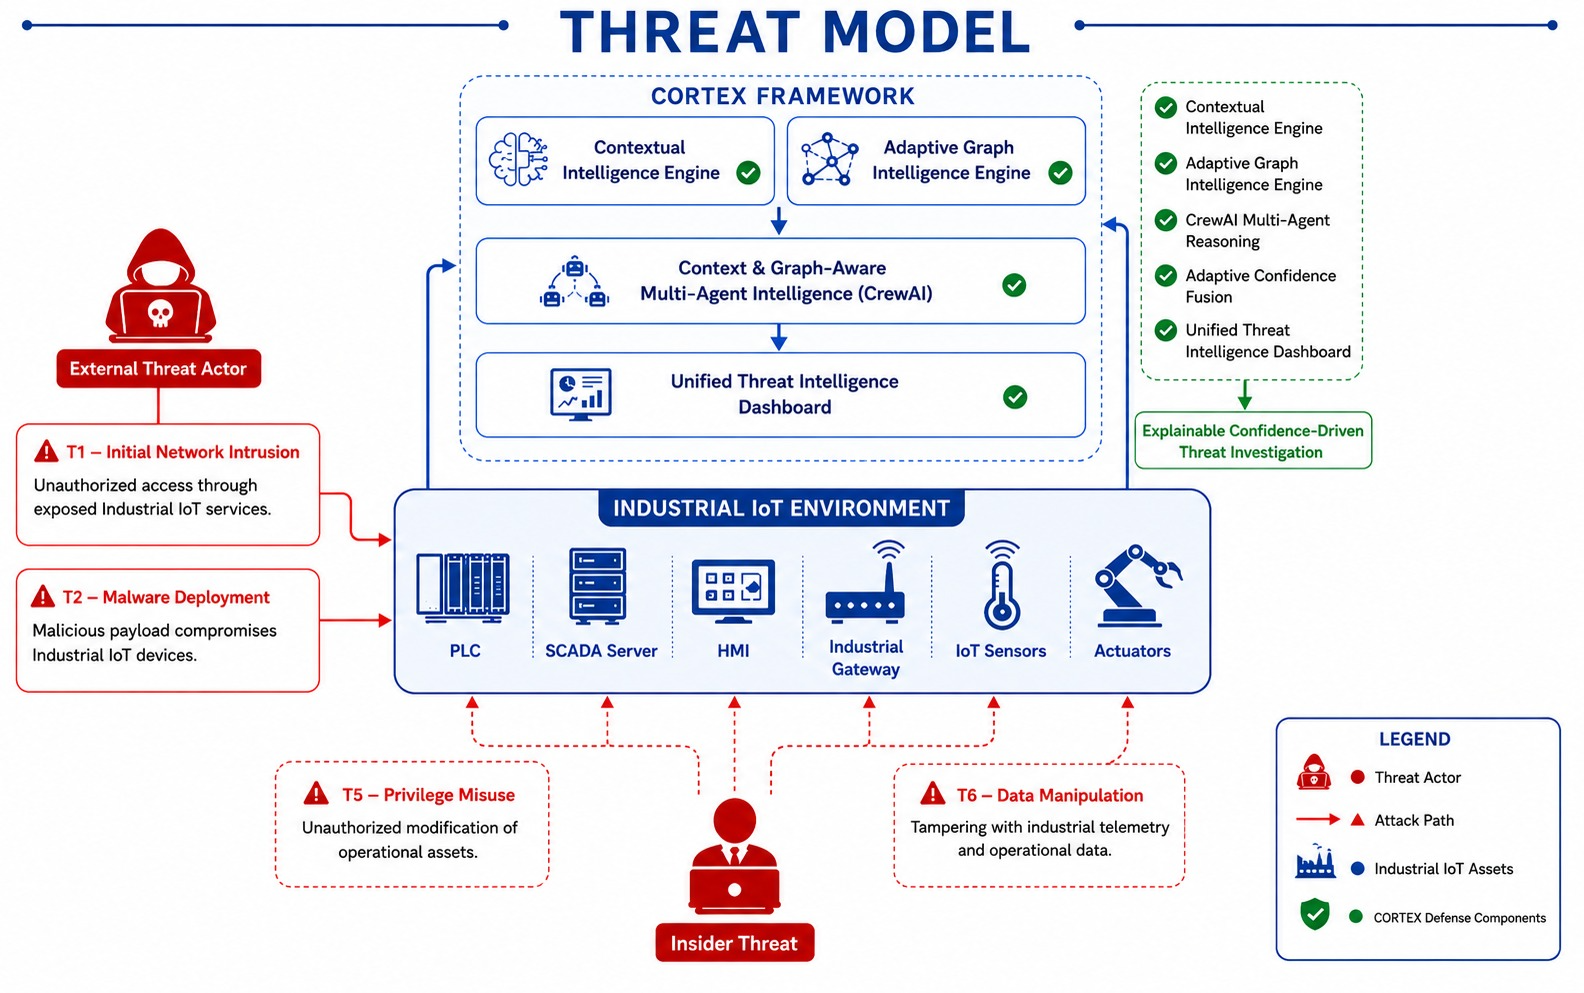 THREAT MODEL
CORTEX FRAMEWORK
Contextual
Intelligence Engine
Adaptive Graph
Intelligence Engine
Context & Graph-Aware
Multi-Agent Intelligence (CrewAI)
Unified Threat Intelligence
Dashboard
Contextual
Intelligence Engine
Adaptive Graph
Intelligence Engine
CrewAI Multi-Agent
Reasoning
Adaptive Confidence
Fusion
Unified Threat
Intelligence Dashboard
Explainable Confidence-Driven
Threat Investigation
External Threat Actor
T1 – Initial Network Intrusion
Unauthorized access through
exposed Industrial IoT services.
T2 – Malware Deployment
Malicious payload compromises
Industrial IoT devices.
INDUSTRIAL IoT ENVIRONMENT
PLC
SCADA Server
HMI
Industrial
Gateway
IoT Sensors
Actuators
T5 – Privilege Misuse
Unauthorized modification of
operational assets.
Insider Threat
T6 – Data Manipulation
Tampering with industrial telemetry
and operational data.
LEGEND
Threat Actor
Attack Path
Industrial IoT Assets
CORTEX Defense Components